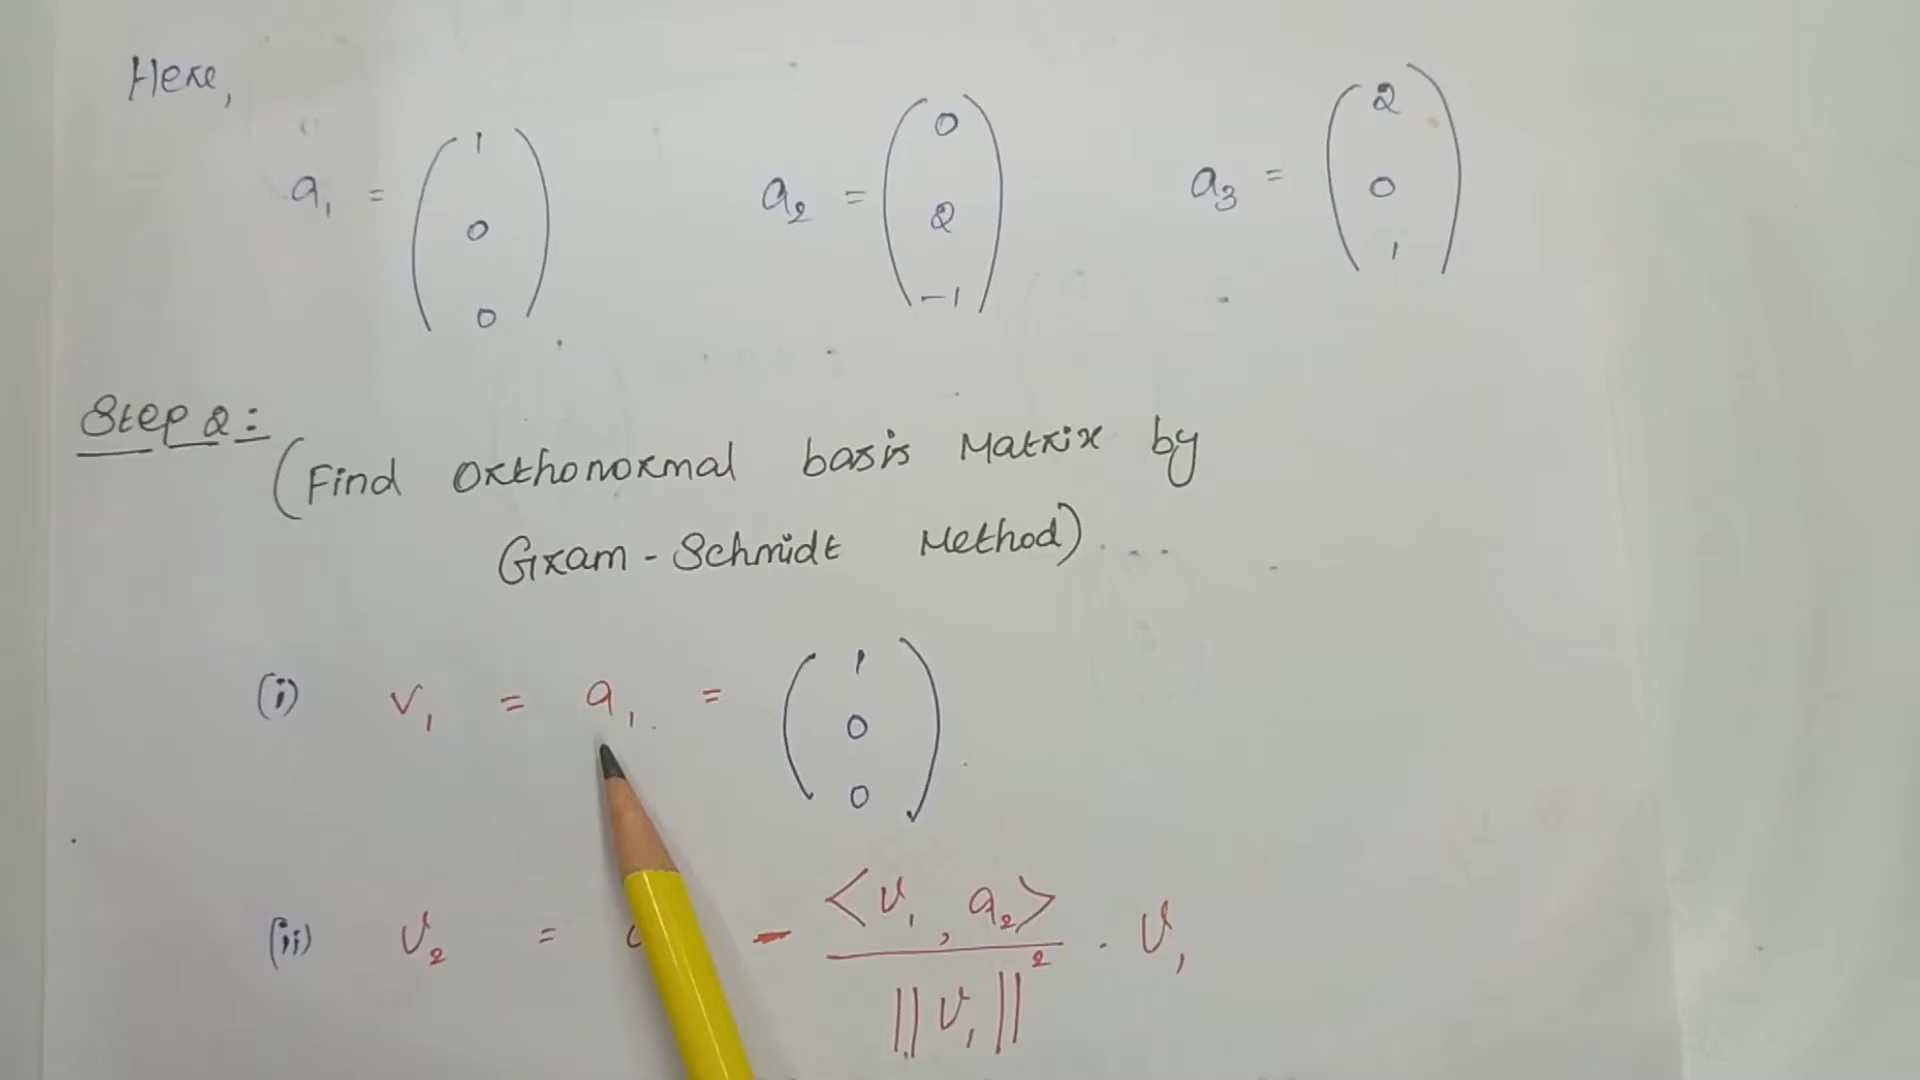 Here,
a₁ = (1 0 0) a₂ = (0 2 -1) a₃ = (2 0 1)
Step 2:
(Find Orthonormal basis Matrix by
Gram-Schmidt Method)
(i) v₁ = a₁ = (1 0 0)
(ii) v₂ = - <v₁, a₂> / ||v₁||² . v₁